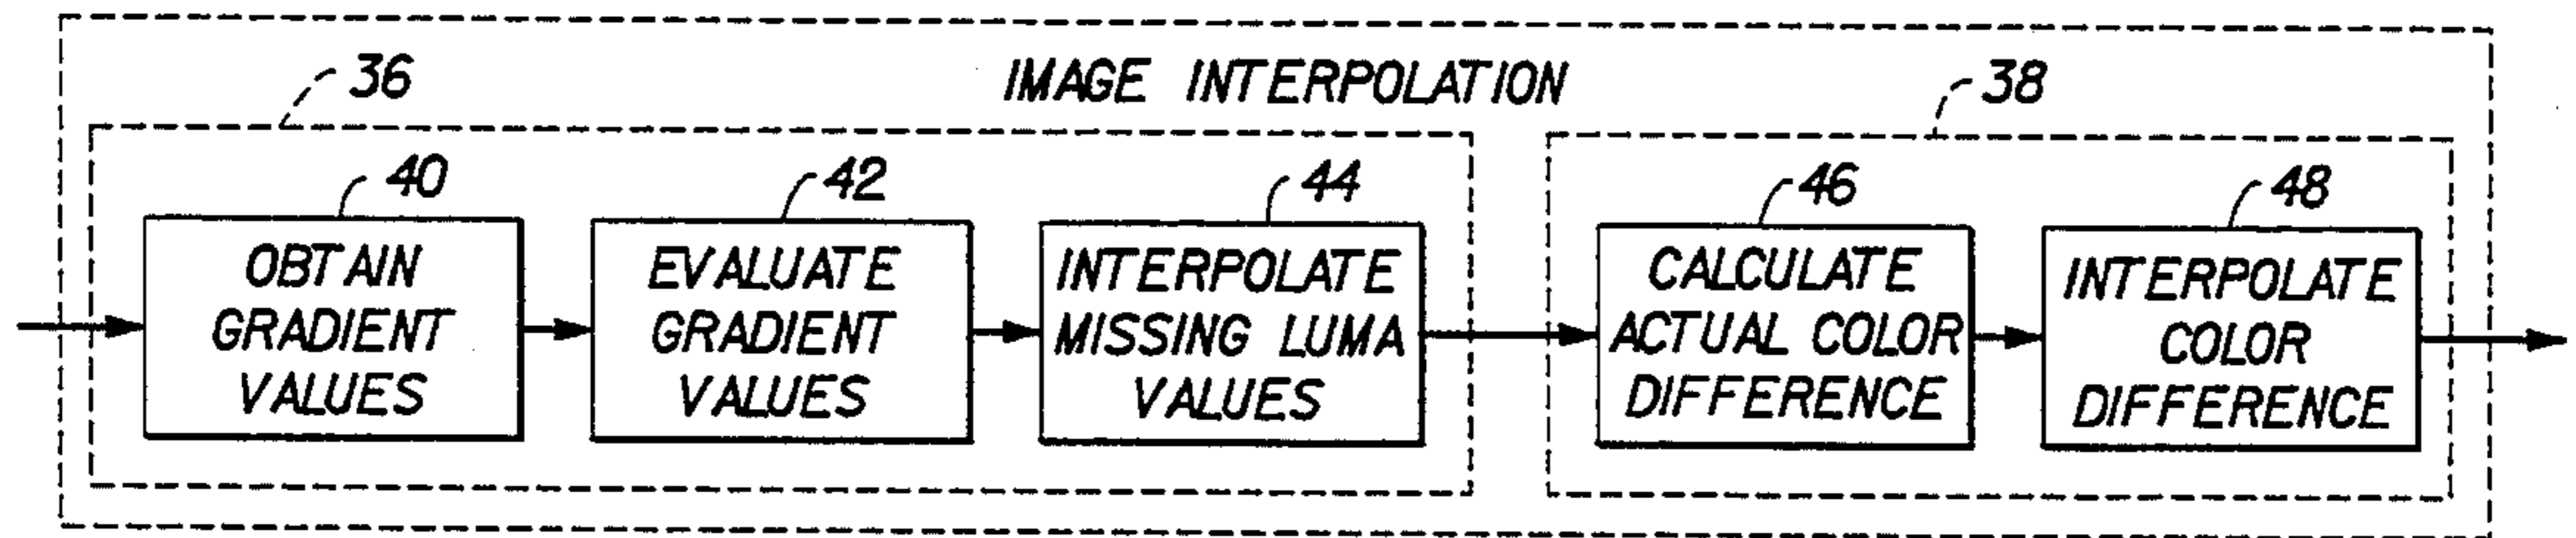 IMAGE INTERPOLATION
36
38
40
42
44
46
48
OBTAIN
GRADIENT
VALUES
EVALUATE
GRADIENT
VALUES
INTERPOLATE
MISSING LUMA
VALUES
CALCULATE
ACTUAL COLOR
DIFFERENCE
INTERPOLATE
COLOR
DIFFERENCE